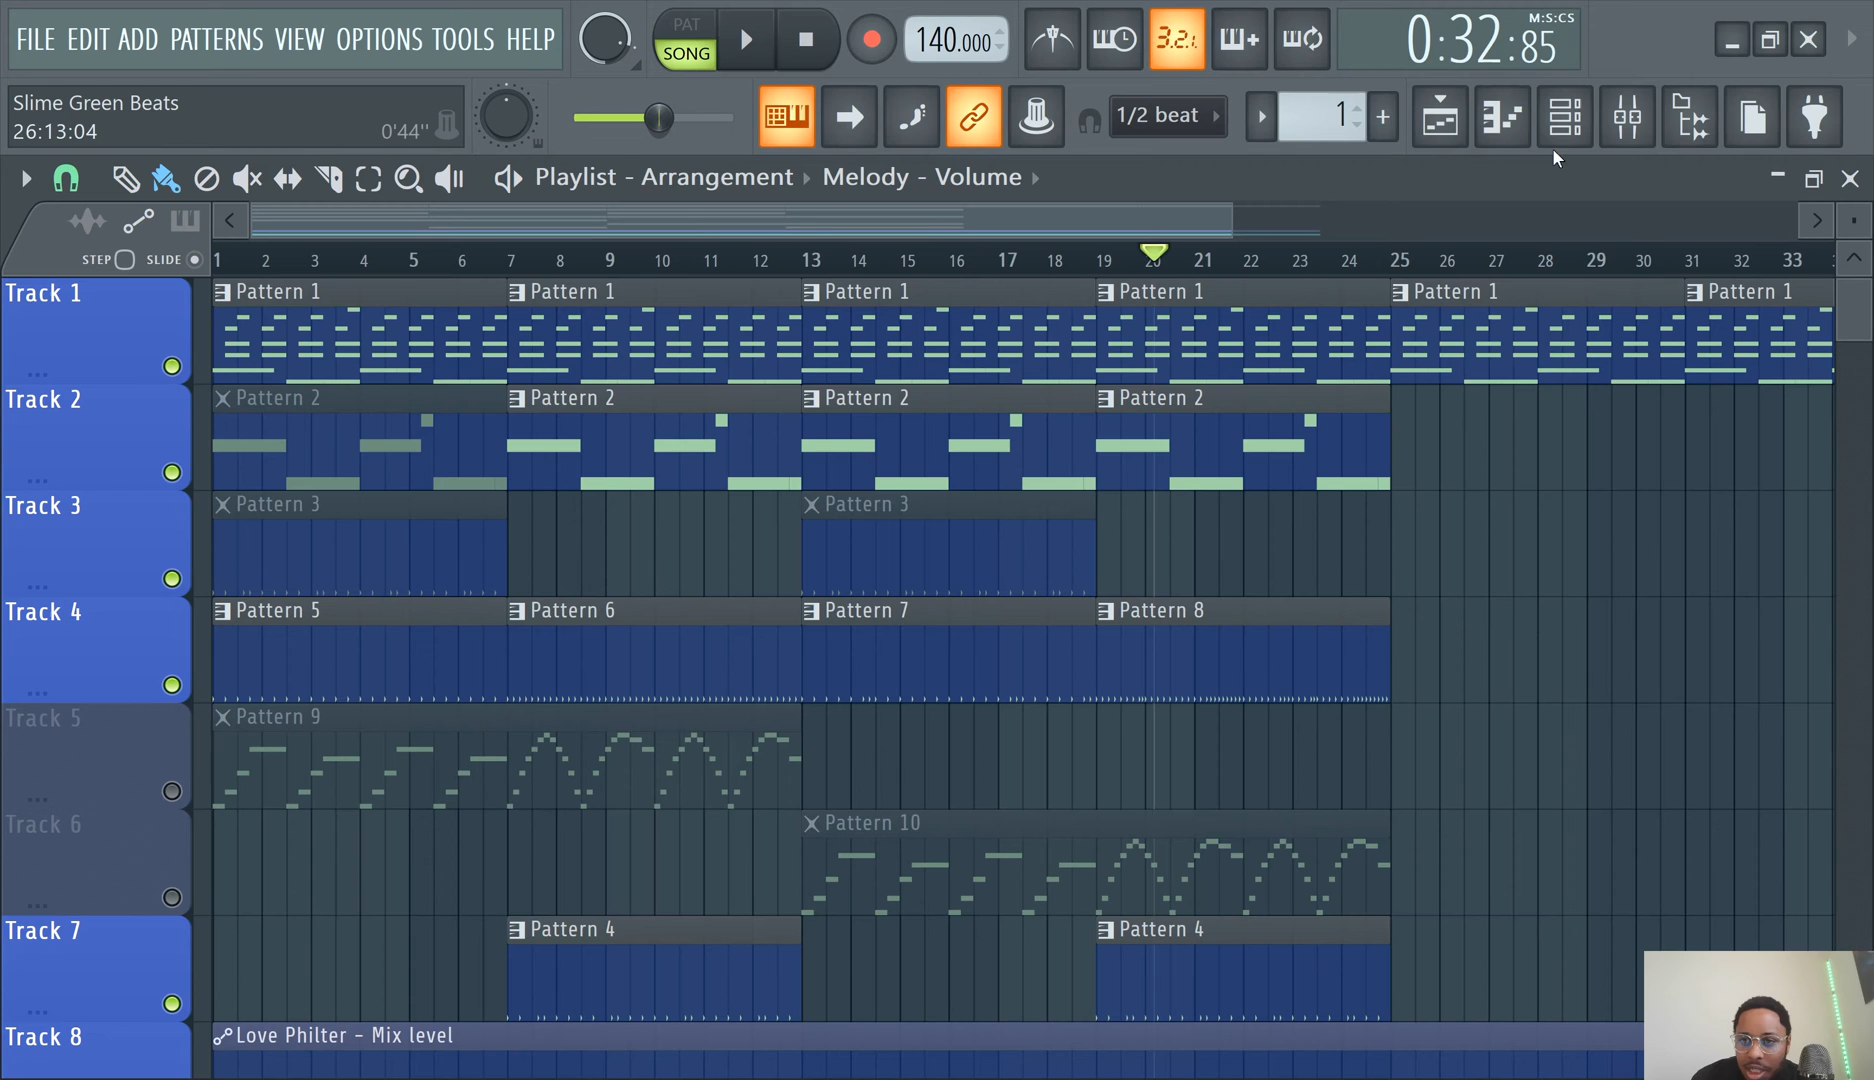 FILE EDIT ADD PATTERNS VIEW OPTIONS TOOLS HELP
PAT
SONG
140.000
3.2.1.
M:S:CS
0:32:85
Slime Green Beats
26:13:04
0'44"
1/2 beat
1
Playlist - Arrangement
Melody - Volume
STEP
SLIDE
1 2 3 4 5 6 7 8 9 10 11 12 13 14 15 16 17 18 19 20 21 22 23 24 25 26 27 28 29 30 31 32 33
Track 1
Pattern 1 Pattern 1 Pattern 1 Pattern 1 Pattern 1 Pattern 1
Track 2
Pattern 2 Pattern 2 Pattern 2 Pattern 2
Track 3
Pattern 3 Pattern 3
Track 4
Pattern 5 Pattern 6 Pattern 7 Pattern 8
Track 5
Pattern 9
Track 6
Pattern 10
Track 7
Pattern 4 Pattern 4
Track 8
Love Philter - Mix level